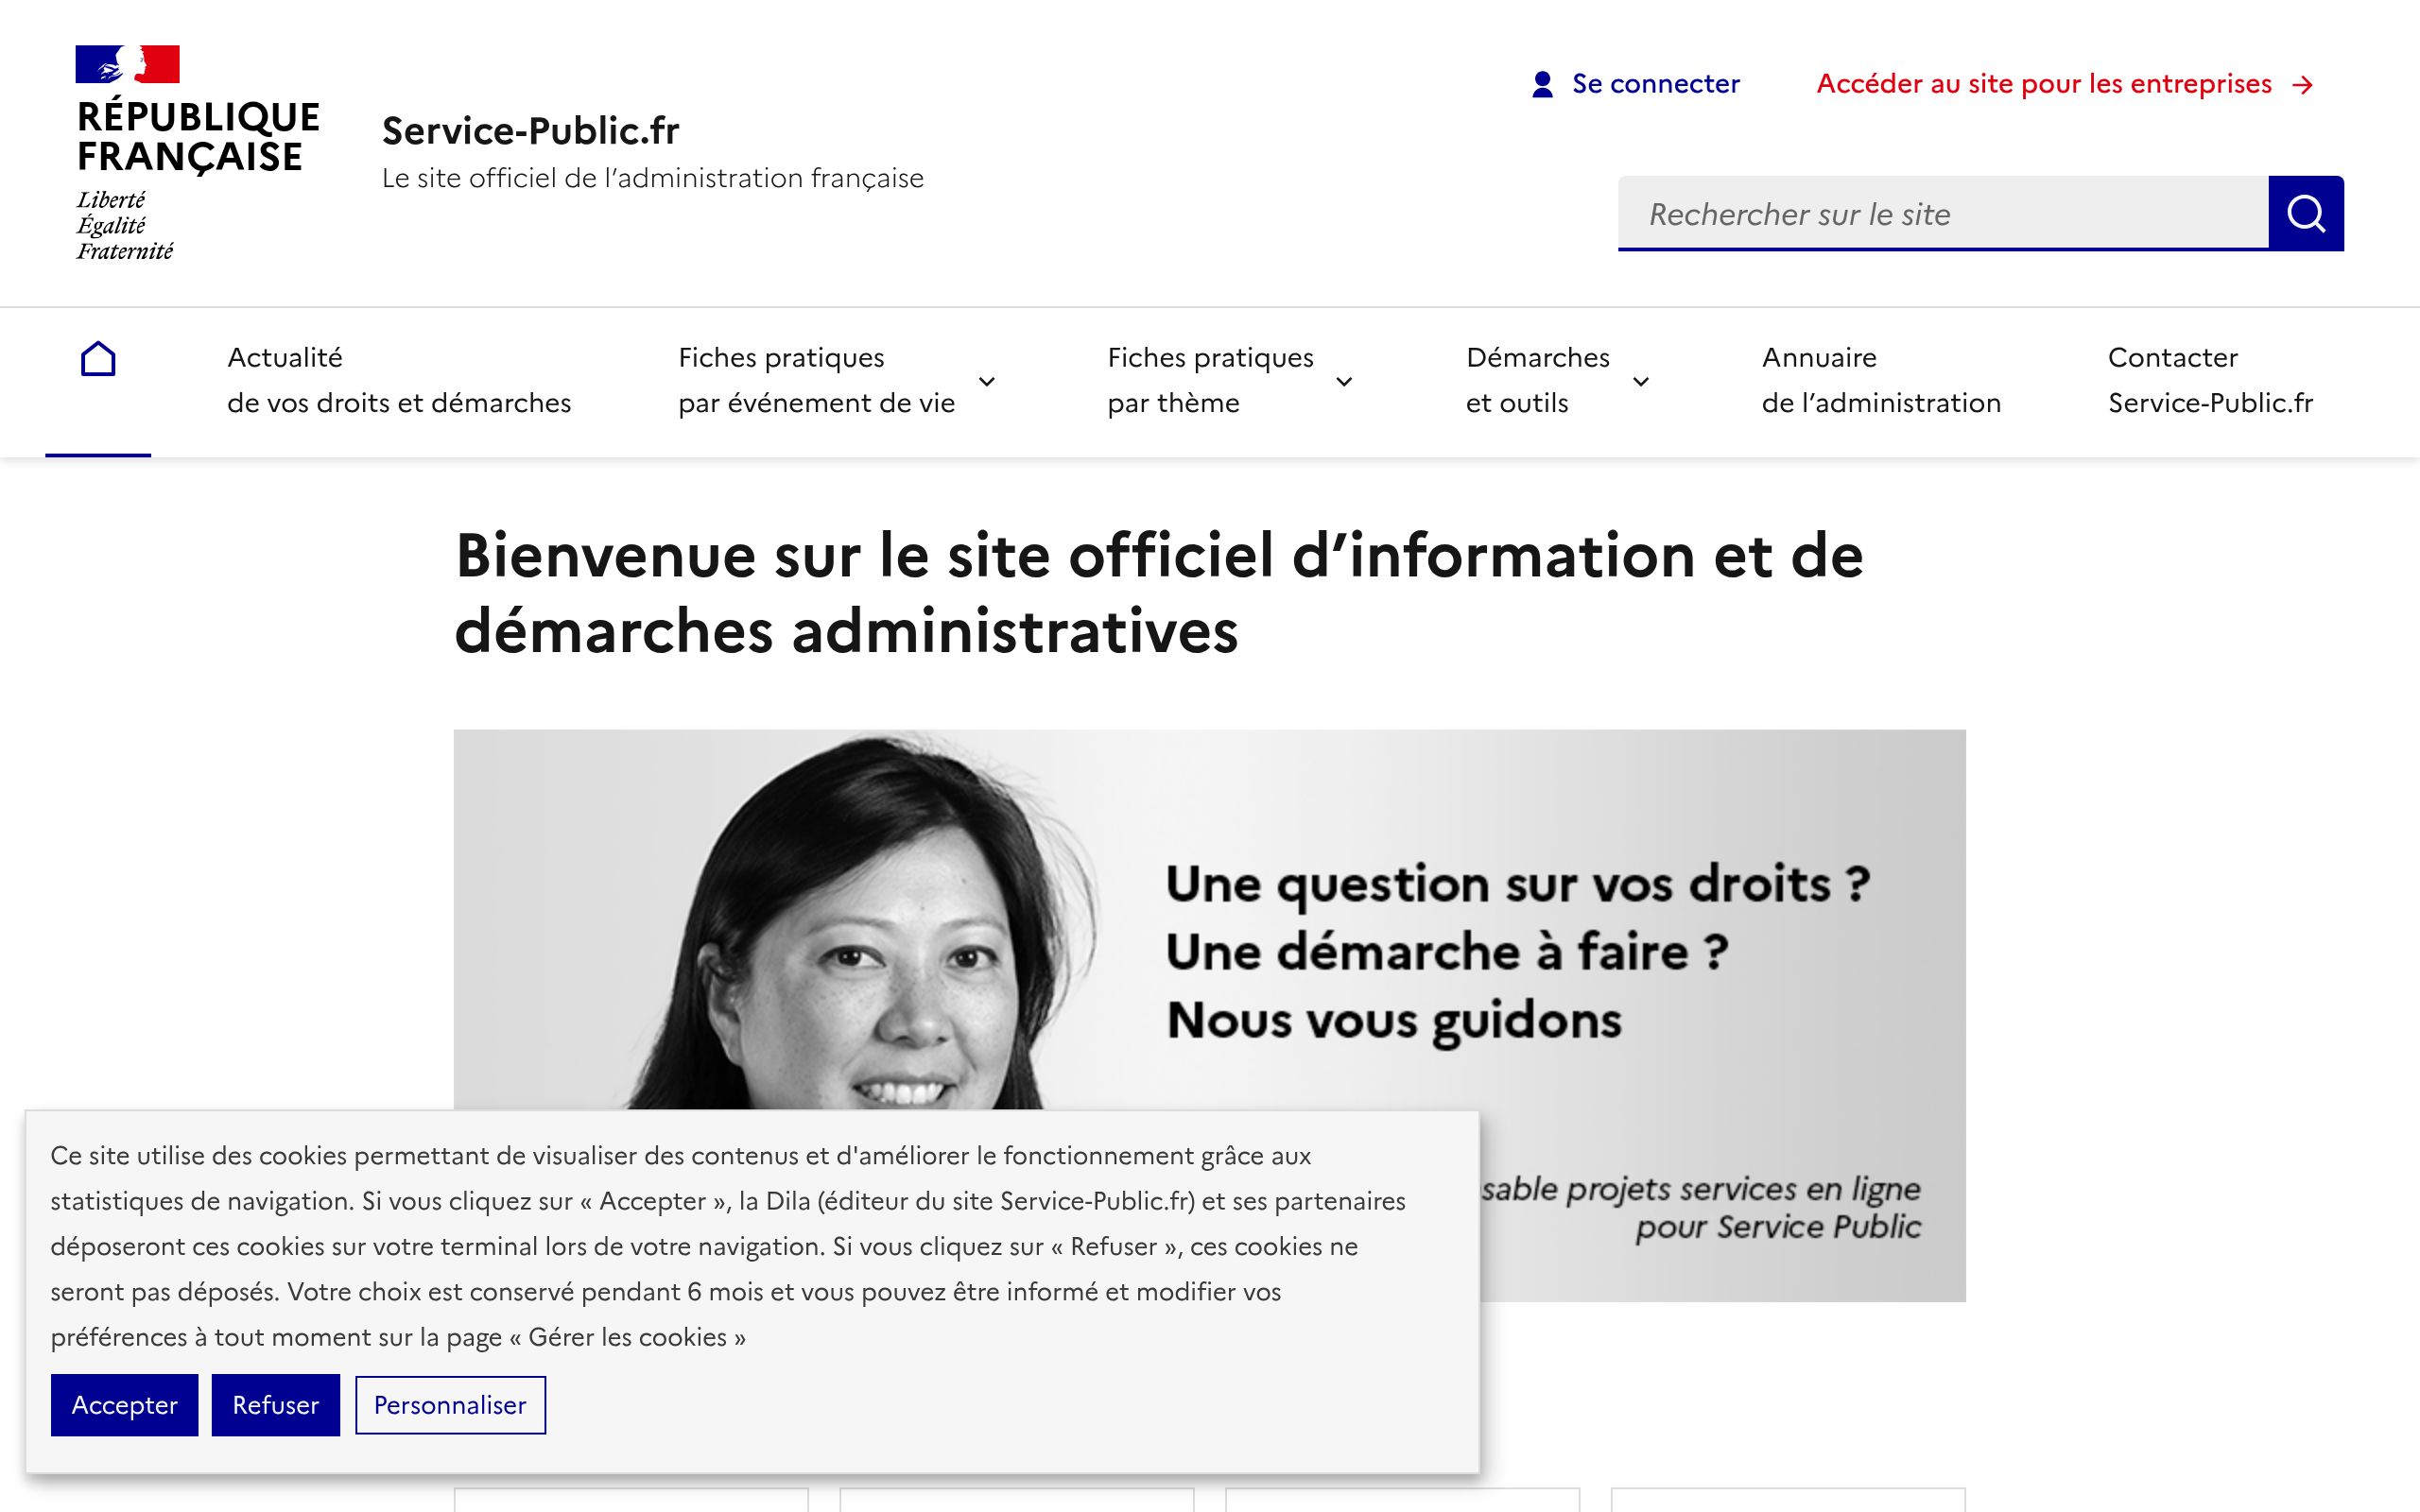 RÉPUBLIQUE
FRANÇAISE
Liberté
Égalité
Fraternité
Service-Public.fr
Le site officiel de l’administration française
Se connecter
Accéder au site pour les entreprises
Rechercher sur le site
Actualité
de vos droits et démarches
Fiches pratiques
par événement de vie
Fiches pratiques
par thème
Démarches
et outils
Annuaire
de l’administration
Contacter
Service-Public.fr
Bienvenue sur le site officiel d’information et de
démarches administratives
Une question sur vos droits ?
Une démarche à faire ?
Nous vous guidons
projets services en ligne
pour Service Public
Ce site utilise des cookies permettant de visualiser des contenus et d'améliorer le fonctionnement grâce aux
statistiques de navigation. Si vous cliquez sur « Accepter », la Dila (éditeur du site Service-Public.fr) et ses partenaires
déposeront ces cookies sur votre terminal lors de votre navigation. Si vous cliquez sur « Refuser », ces cookies ne
seront pas déposés. Votre choix est conservé pendant 6 mois et vous pouvez être informé et modifier vos
préférences à tout moment sur la page « Gérer les cookies »
Accepter
Refuser
Personnaliser